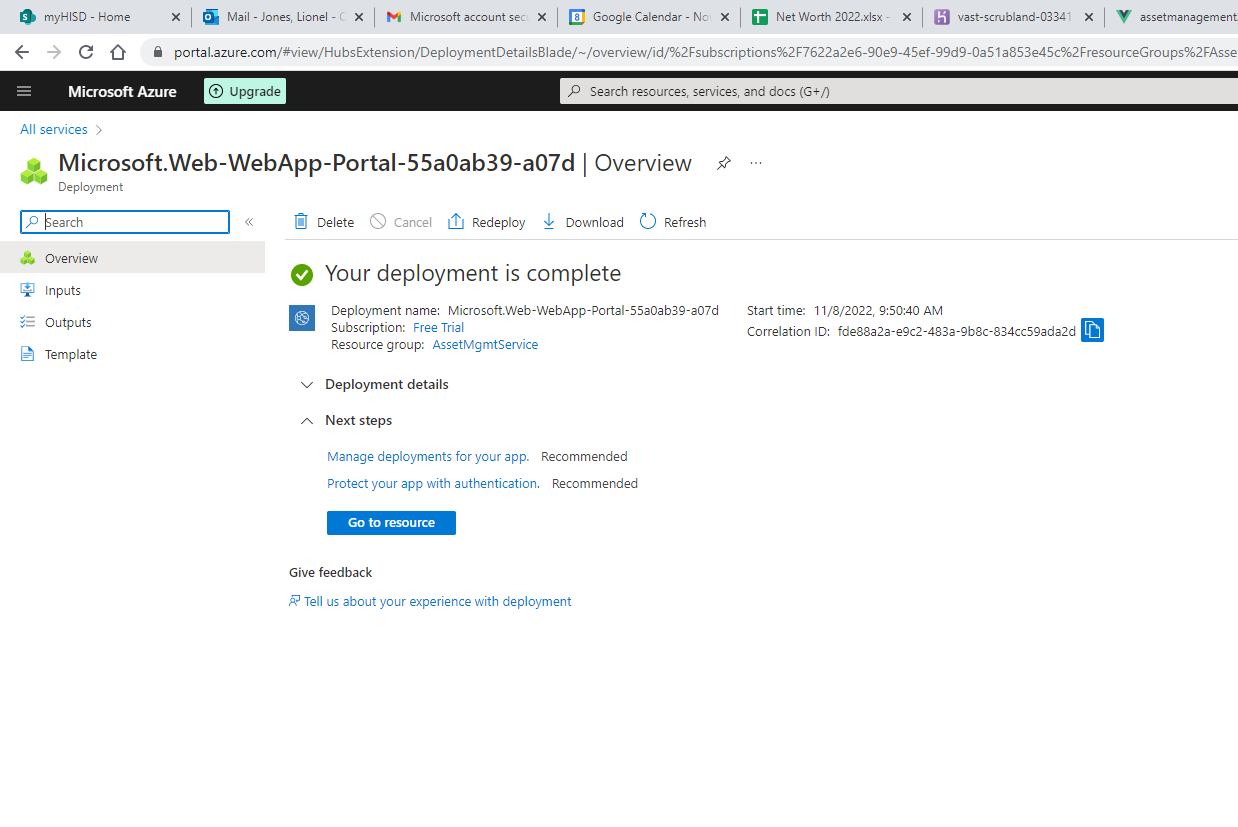 myHISD - Home
Mail - Jones, Lionel - C
Microsoft account secu
Google Calendar - Nov
Net Worth 2022.xlsx -
vast-scrubland-03341
assetmanagement
portal.azure.com/#view/HubsExtension/DeploymentDetailsBlade/~/overview/id/%2Fsubscriptions%2F7622a2e6-90e9-45ef-99d9-0a51a853e45c%2FresourceGroups%2FAsse
Microsoft Azure
Upgrade
Search resources, services, and docs (G+/)
All services
Microsoft.Web-WebApp-Portal-55a0ab39-a07d | Overview
Deployment
Search
Delete
Cancel
Redeploy
Download
Refresh
Overview
Inputs
Outputs
Template
Your deployment is complete
Deployment name: Microsoft.Web-WebApp-Portal-55a0ab39-a07d
Subscription: Free Trial
Resource group: AssetMgmtService
Start time: 11/8/2022, 9:50:40 AM
Correlation ID: fde88a2a-e9c2-483a-9b8c-834cc59ada2d
Deployment details
Next steps
Manage deployments for your app. Recommended
Protect your app with authentication. Recommended
Go to resource
Give feedback
Tell us about your experience with deployment